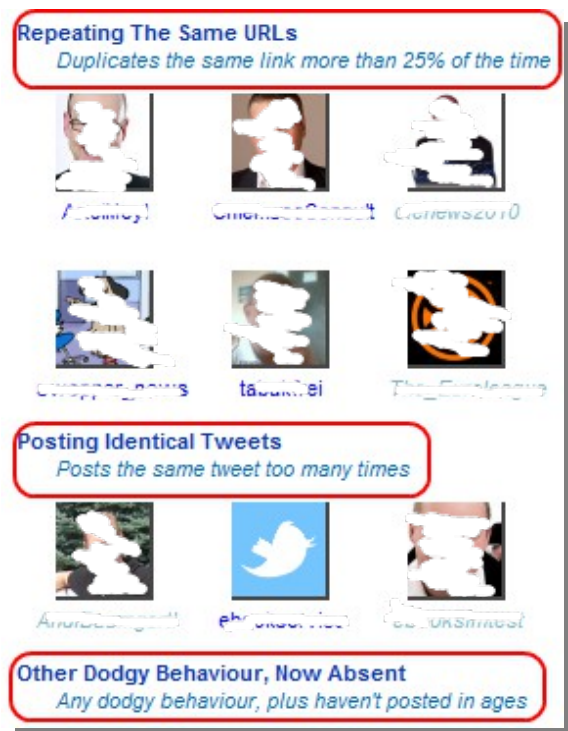 Repeating The Same URLs
Duplicates the same link more than 25% of the time
Posting Identical Tweets
Posts the same tweet too many times
Other Dodgy Behaviour, Now Absent
Any dodgy behaviour, plus haven't posted in ages